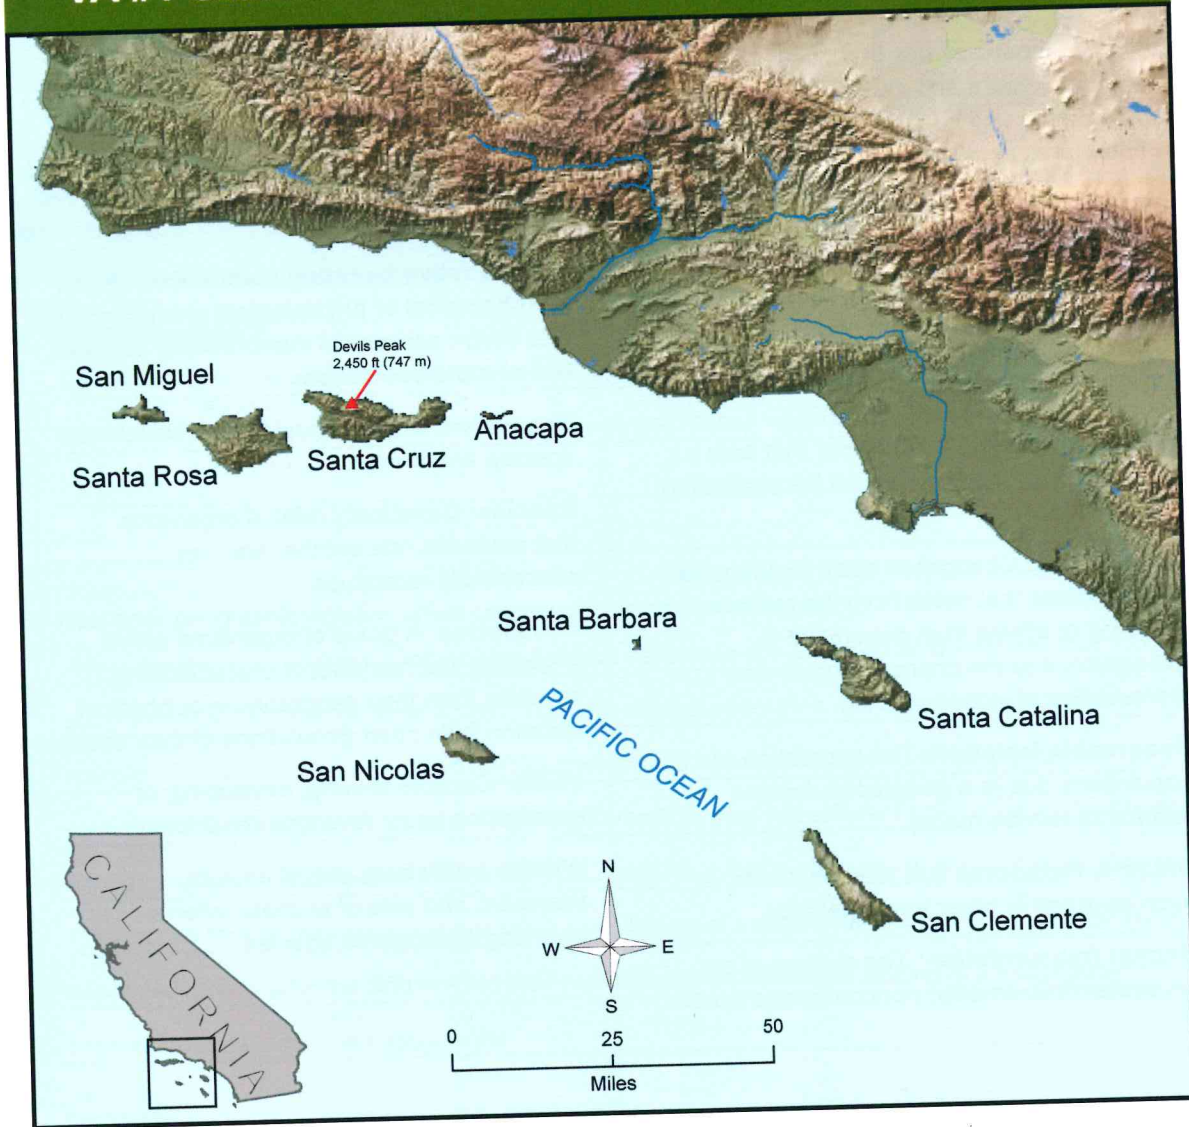 Devils Peak
2,450 ft (747 m)
San Miguel
Anacapa
Santa Cruz
Santa Rosa
Santa Barbara
PACIFIC OCEAN
Santa Catalina
San Nicolas
San Clemente
CALIFORNIA
N
W E
S
0 25 50
Miles